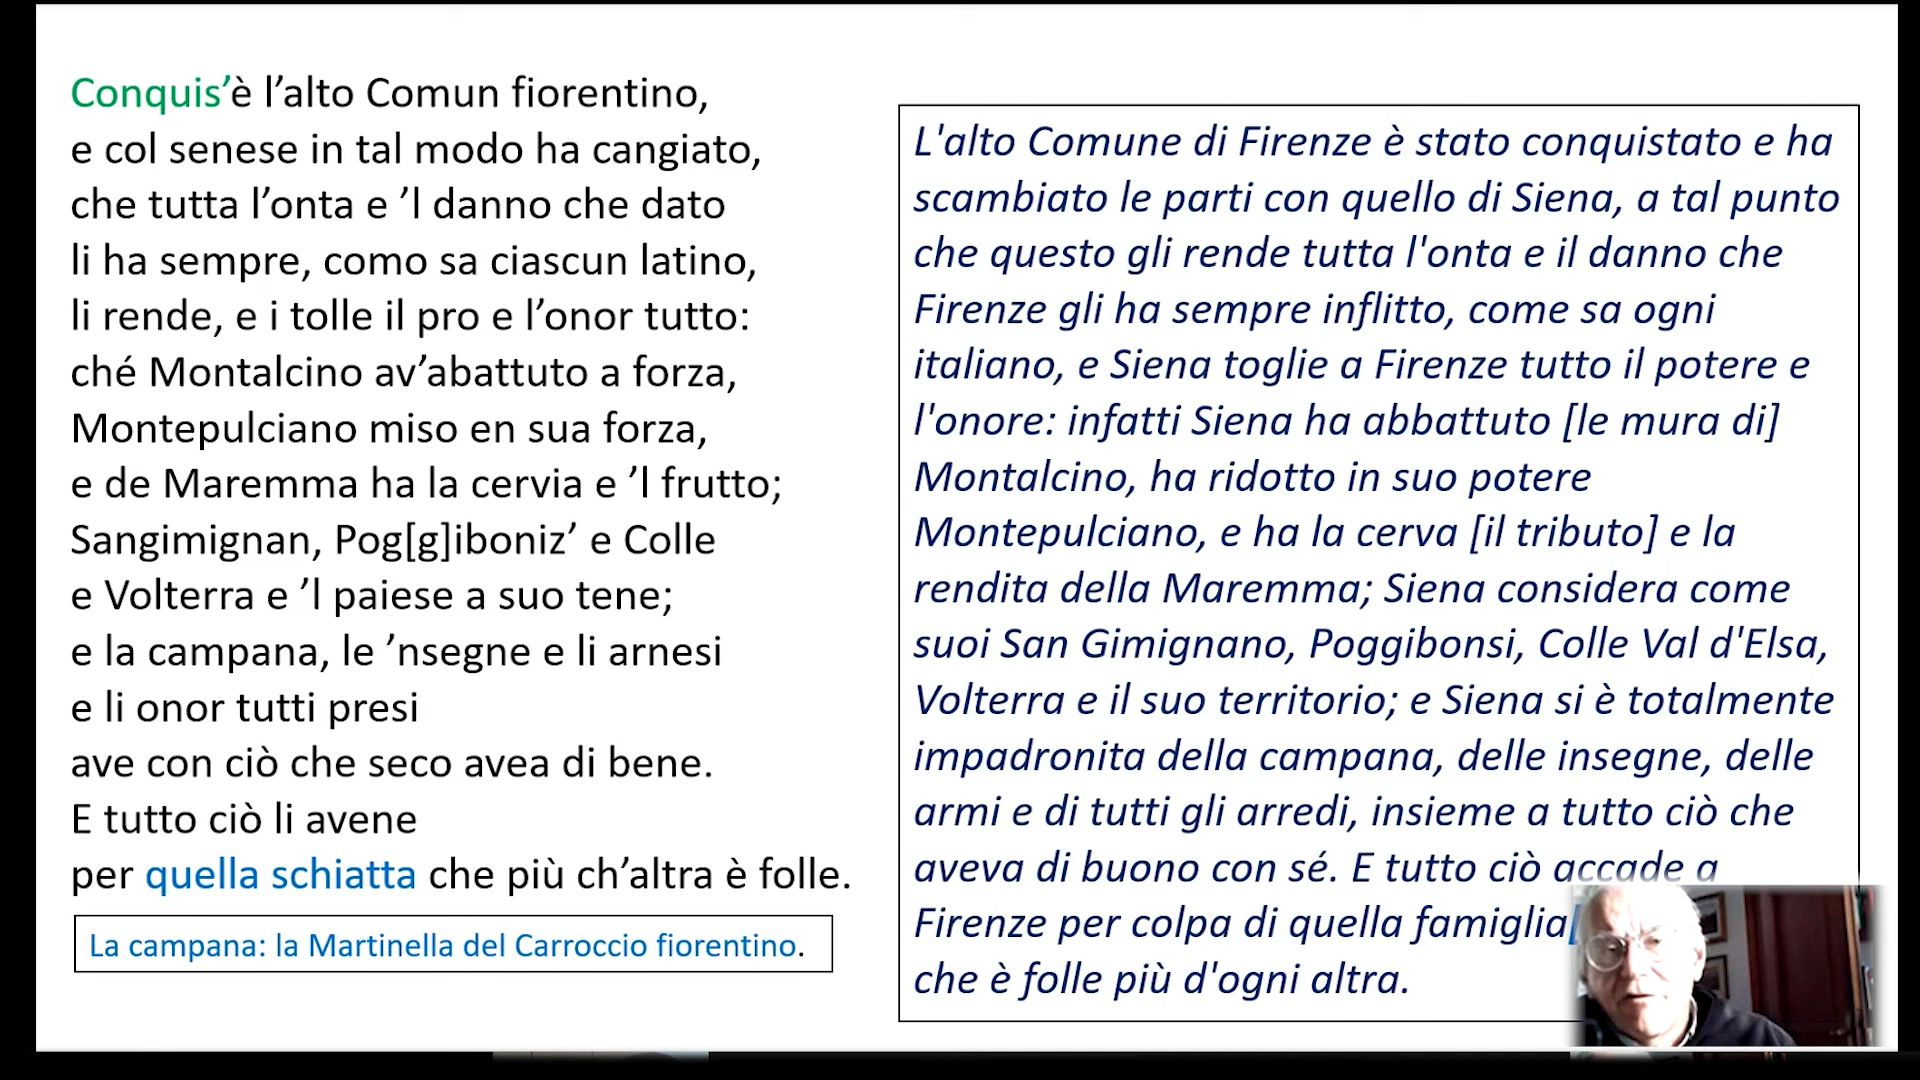 Conquis’è l’alto Comun fiorentino,
e col senese in tal modo ha cangiato,
che tutta l’onta e ’l danno che dato
li ha sempre, como sa ciascun latino,
li rende, e i tolle il pro e l’onor tutto:
ché Montalcino av’abattuto a forza,
Montepulciano miso en sua forza,
e de Maremma ha la cervia e ’l frutto;
Sangimignan, Pog[g]iboniz’ e Colle
e Volterra e ’l paiese a suo tene;
e la campana, le ’nsegne e li arnesi
e li onor tutti presi
ave con ciò che seco avea di bene.
E tutto ciò li avene
per quella schiatta che più ch’altra è folle.
La campana: la Martinella del Carroccio fiorentino.
L'alto Comune di Firenze è stato conquistato e ha
scambiato le parti con quello di Siena, a tal punto
che questo gli rende tutta l'onta e il danno che
Firenze gli ha sempre inflitto, come sa ogni
italiano, e Siena toglie a Firenze tutto il potere e
l'onore: infatti Siena ha abbattuto [le mura di]
Montalcino, ha ridotto in suo potere
Montepulciano, e ha la cerva [il tributo] e la
rendita della Maremma; Siena considera come
suoi San Gimignano, Poggibonsi, Colle Val d'Elsa,
Volterra e il suo territorio; e Siena si è totalmente
impadronita della campana, delle insegne, delle
armi e di tutti gli arredi, insieme a tutto ciò che
aveva di buono con sé. E tutto ciò accade a
Firenze per colpa di quella famiglia[
che è folle più d'ogni altra.